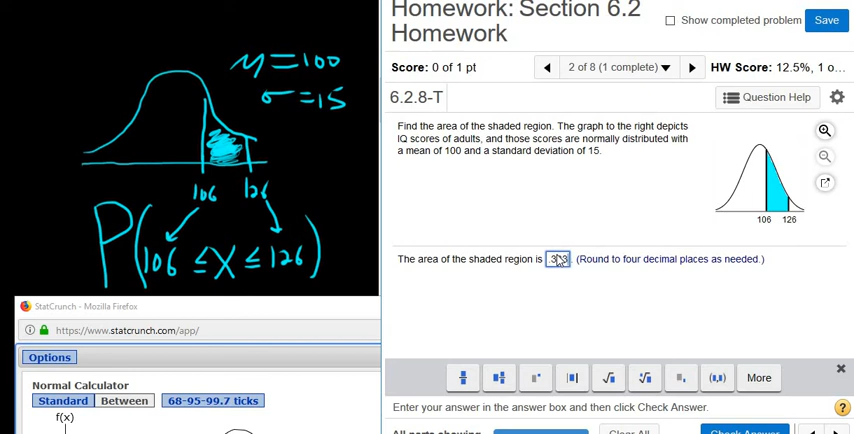 μ = 100
σ = 15
106 126
P(106 ≤ X ≤ 126)
StatCrunch - Mozilla Firefox
https://www.statcrunch.com/app/
Options
Normal Calculator
Standard Between 68-95-99.7 ticks
f(x)
Homework: Section 6.2
Homework
Show completed problem Save
Score: 0 of 1 pt 2 of 8 (1 complete) HW Score: 12.5%, 1 o...
6.2.8-T Question Help
Find the area of the shaded region. The graph to the right depicts
IQ scores of adults, and those scores are normally distributed with
a mean of 100 and a standard deviation of 15.
106 126
The area of the shaded region is (Round to four decimal places as needed.)
More
Enter your answer in the answer box and then click Check Answer.
All parts showing Check Answer